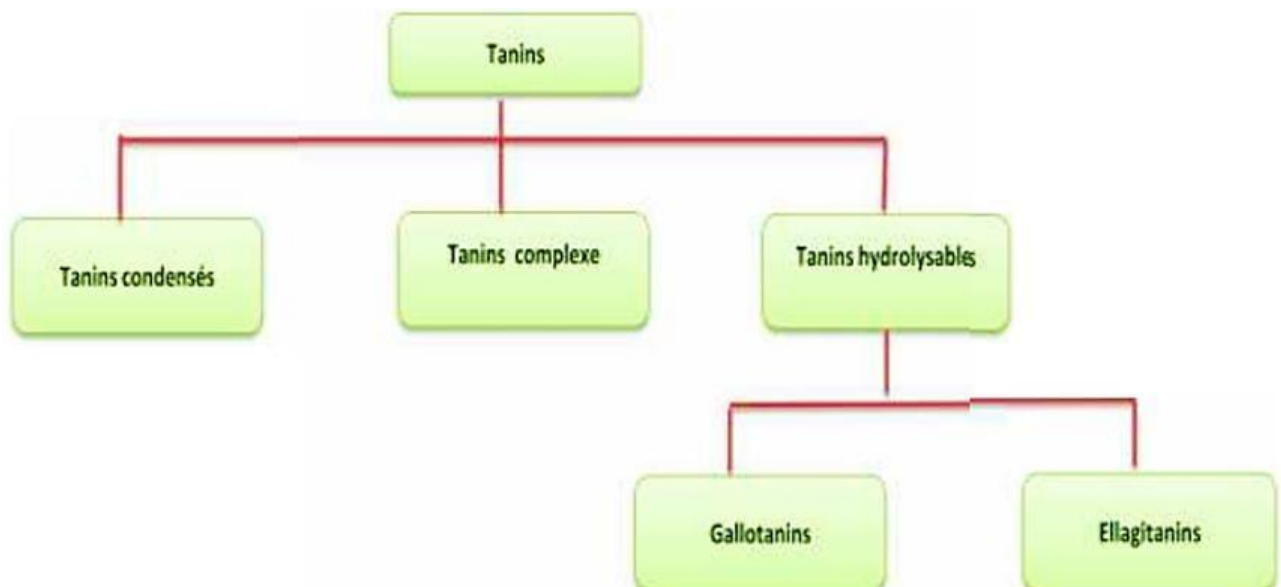 Tanins
Tanins condensés
Tanins complexe
Tanins hydrolysables
Gallotanins
Ellagitanins